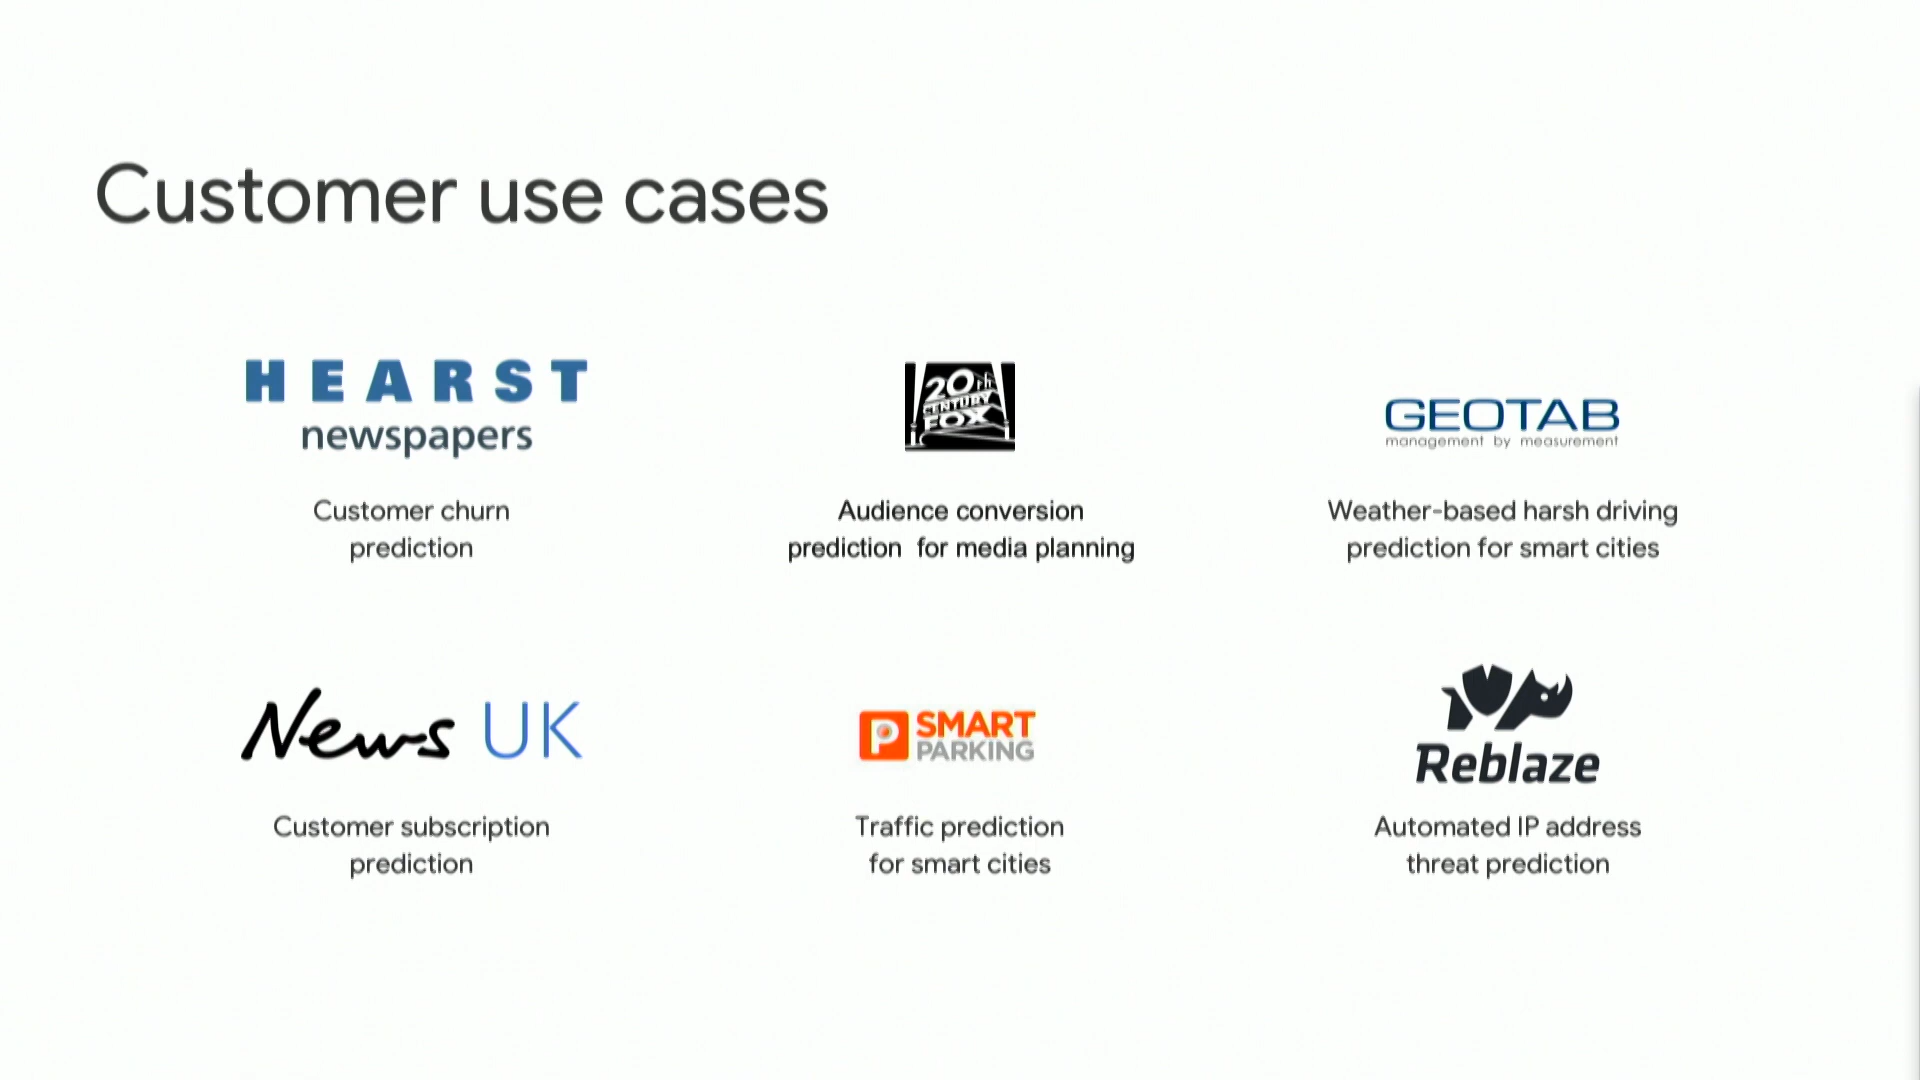 Customer use cases
HEARST
newspapers
Customer churn
prediction
20th
CENTURY
FOX
Audience conversion
prediction for media planning
GEOTAB
management by measurement
Weather-based harsh driving
prediction for smart cities
News UK
Customer subscription
prediction
P SMART
PARKING
Traffic prediction
for smart cities
Reblaze
Automated IP address
threat prediction